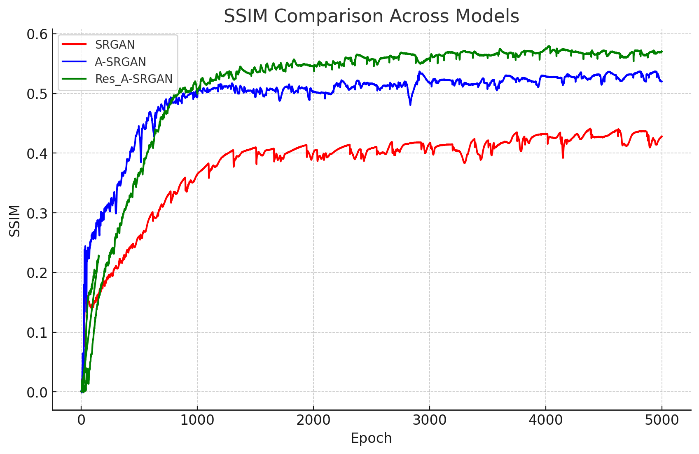 SSIM Comparison Across Models
SRGAN
A-SRGAN
Res_A-SRGAN
0.6
0.5
0.4
0.3
0.2
0.1
0.0
SSIM
0
1000
2000
3000
4000
5000
Epoch